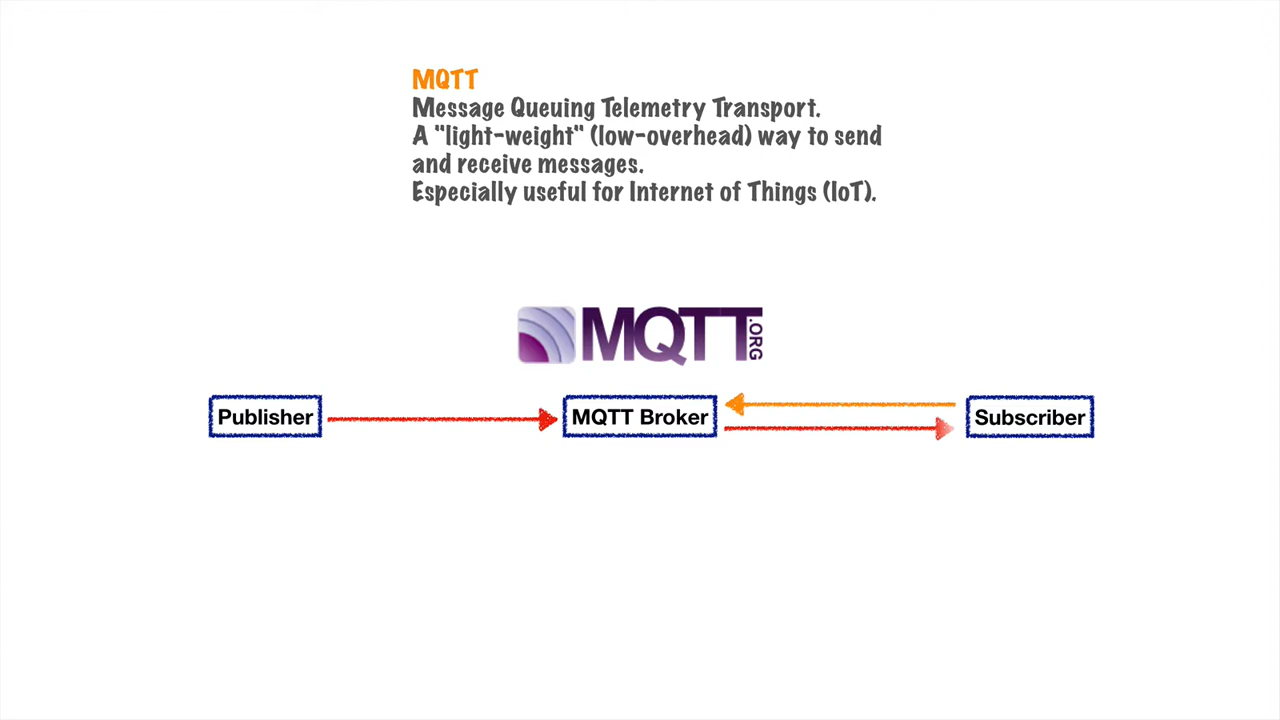 MQTT
Message Queuing Telemetry Transport.
A "light-weight" (low-overhead) way to send
and receive messages.
Especially useful for Internet of Things (IoT).
MQTT.ORG
Publisher
MQTT Broker
Subscriber